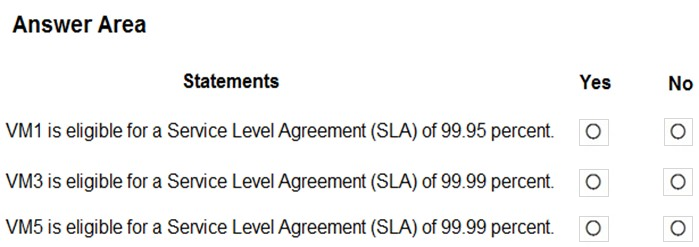 Answer Area
Statements Yes No
VM1 is eligible for a Service Level Agreement (SLA) of 99.95 percent.
VM3 is eligible for a Service Level Agreement (SLA) of 99.99 percent.
VM5 is eligible for a Service Level Agreement (SLA) of 99.99 percent.